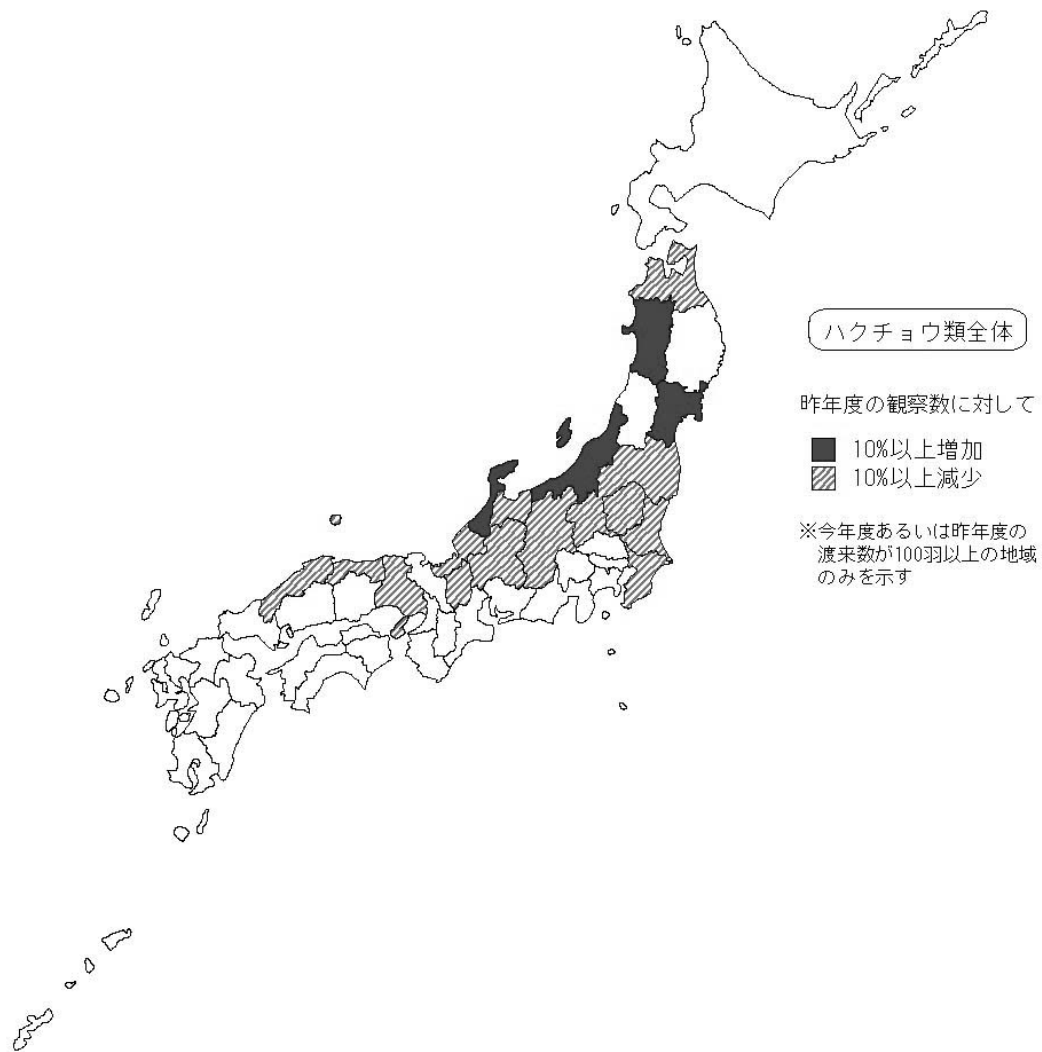 ハクチョウ類全体
昨年度の観察数に対して
10%以上増加
10%以上減少
※今年度あるいは昨年度の
渡来数が100羽以上の地域
のみを示す